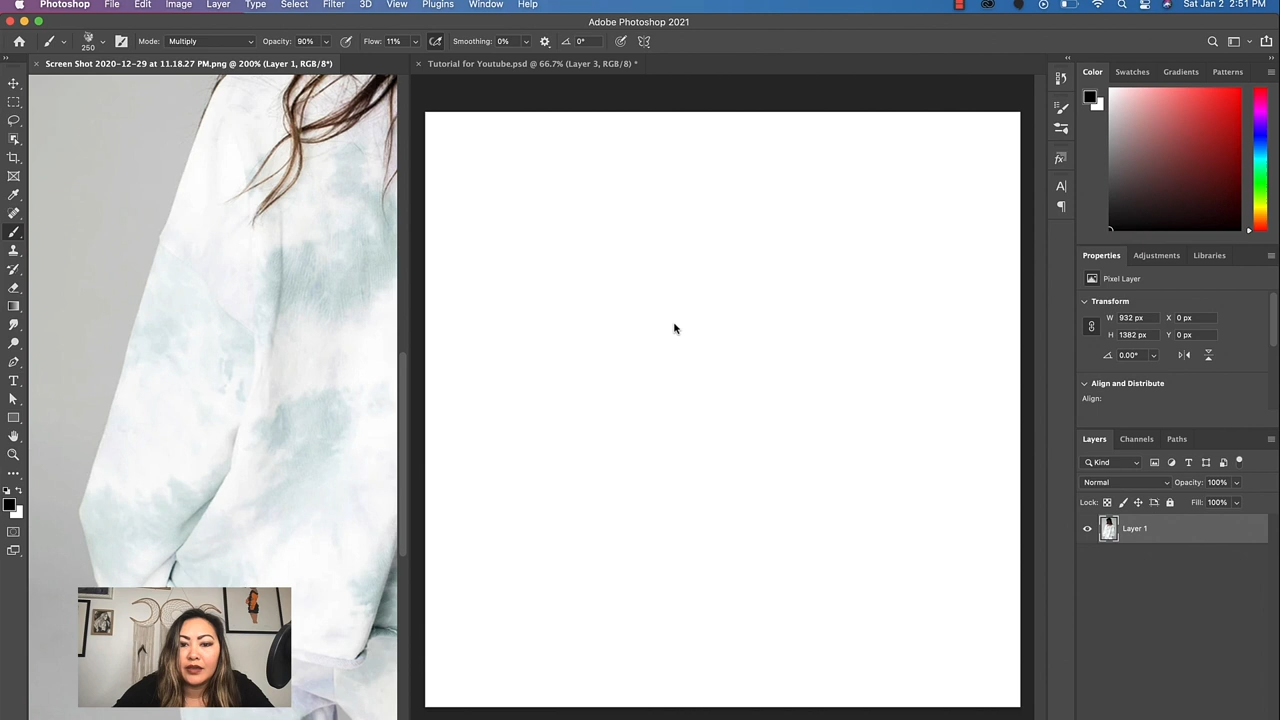 Photoshop File Edit Image Layer Type Select Filter 3D View Plugins Window Help Sat Jan 2 2:51 PM
Adobe Photoshop 2021
250 Mode: Multiply Opacity: 90% Flow: 11% Smoothing: 0% 0°
Screen Shot 2020-12-29 at 11.18.27 PM.png @ 200% (Layer 1, RGB/8*)
Tutorial for Youtube.psd @ 66.7% (Layer 3, RGB/8) *
Color Swatches Gradients Patterns
Properties Adjustments Libraries
Pixel Layer
Transform
W 932 px X 0 px
H 1382 px Y 0 px
0.00°
Align and Distribute
Align:
Layers Channels Paths
Kind
Normal Opacity: 100%
Lock: Fill: 100%
Layer 1